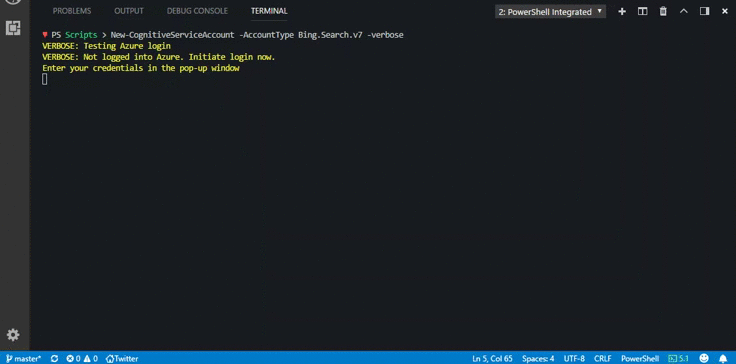 PROBLEMS OUTPUT DEBUG CONSOLE TERMINAL 2: PowerShell Integrated
PS Scripts > New-CognitiveServiceAccount -AccountType Bing.Search.v7 -verbose
VERBOSE: Testing Azure login
VERBOSE: Not logged into Azure. Initiate login now.
Enter your credentials in the pop-up window
master* 0 0 Twitter Ln 5, Col 65 Spaces: 4 UTF-8 CRLF PowerShell 5.1